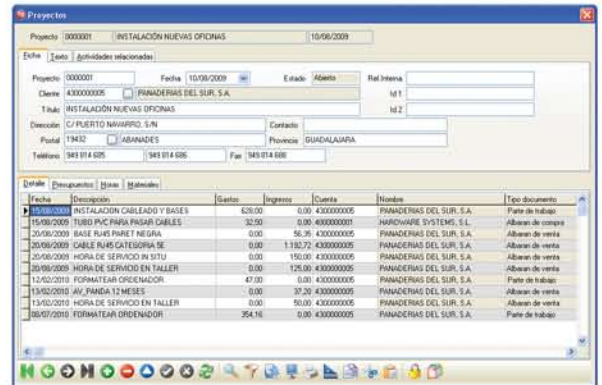 Proyectos
Proyecto 0000001 INSTALACIÓN NUEVAS OFICINAS 10/08/2009
Ficha Texto Actividades relacionadas
Proyecto 0000001 Fecha 10/08/2009 Estado Abierto Ref.Interna
Cliente 4300000005 PANADERIAS DEL SUR, S.A. Id 1
Título INSTALACIÓN NUEVAS OFICINAS Id 2
Dirección C/ PUERTO NAVARRO, S/N Contacto
Postal 19432 ABANADES Provincia GUADALAJARA
Teléfono 949 814 685 949 814 686 Fax 949 814 688
Detalle Presupuestos Horas Materiales
Fecha Descripción Gastos Ingresos Cuenta Nombre Tipo documento
15/08/2009 INSTALACION CABLEADO Y BASES 628,00 0,00 4300000005 PANADERIAS DEL SUR, S.A. Parte de trabajo
15/08/2009 TUBO PVC PARA PASAR CABLES 32,50 0,00 4000000001 HARDWARE SYSTEMS, S.L. Albaran de compra
20/08/2009 BASE RJ45 PARET NEGRA 0,00 56,35 4300000005 PANADERIAS DEL SUR, S.A. Albaran de venta
20/08/2009 CABLE RJ45 CATEGORIA 5E 0,00 1.192,72 4300000005 PANADERIAS DEL SUR, S.A. Albaran de venta
20/08/2009 HORA DE SERVICIO IN SITU 0,00 150,00 4300000005 PANADERIAS DEL SUR, S.A. Albaran de venta
20/08/2009 HORA DE SERVICIO EN TALLER 0,00 125,00 4300000005 PANADERIAS DEL SUR, S.A. Albaran de venta
12/02/2010 FORMATEAR ORDENADOR 47,00 0,00 4300000005 PANADERIAS DEL SUR, S.A. Parte de trabajo
13/02/2010 AV_PANDA 12 MESES 0,00 37,20 4300000005 PANADERIAS DEL SUR, S.A. Albaran de venta
13/02/2010 HORA DE SERVICIO EN TALLER 0,00 50,00 4300000005 PANADERIAS DEL SUR, S.A. Albaran de venta
08/07/2010 FORMATEAR ORDENADOR 354,16 0,00 4300000005 PANADERIAS DEL SUR, S.A. Parte de trabajo